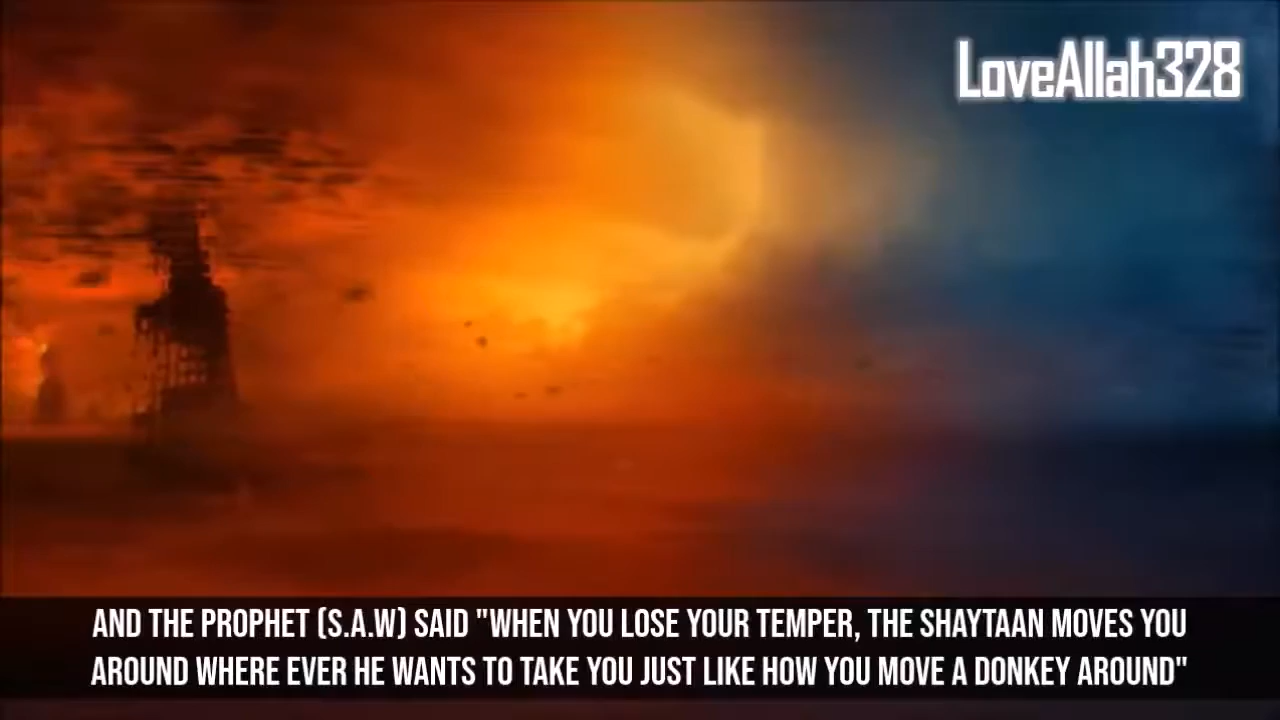 LoveAllah328
AND THE PROPHET (S.A.W) SAID "WHEN YOU LOSE YOUR TEMPER, THE SHAYTAAN MOVES YOU
AROUND WHERE EVER HE WANTS TO TAKE YOU JUST LIKE HOW YOU MOVE A DONKEY AROUND"